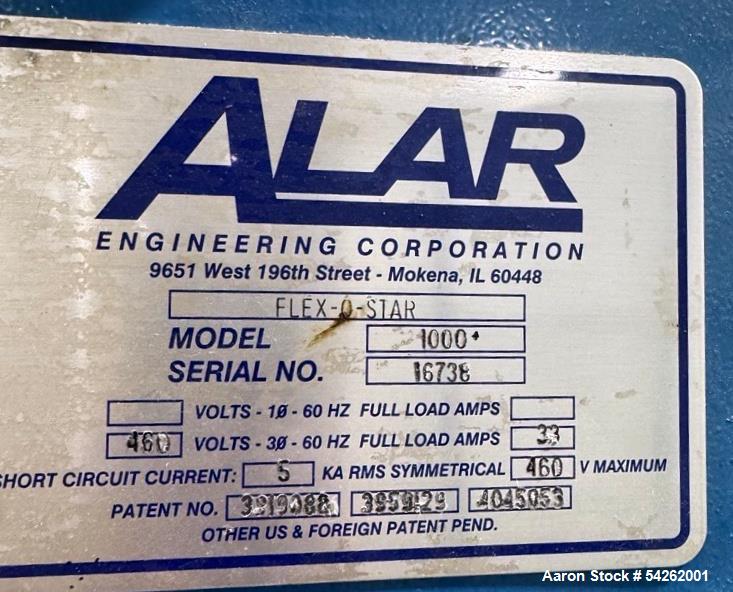 ALAR
ENGINEERING CORPORATION
9651 West 196th Street - Mokena, IL 60448
FLEX-O-STAR
MODEL 1000+
SERIAL NO. 16738
VOLTS - 1Ø - 60 HZ FULL LOAD AMPS
460 VOLTS - 3Ø - 60 HZ FULL LOAD AMPS 33
SHORT CIRCUIT CURRENT: 5 KA RMS SYMMETRICAL 460 V MAXIMUM
PATENT NO. 3959129 4045053
OTHER US & FOREIGN PATENT PEND.
Aaron Stock # 54262001